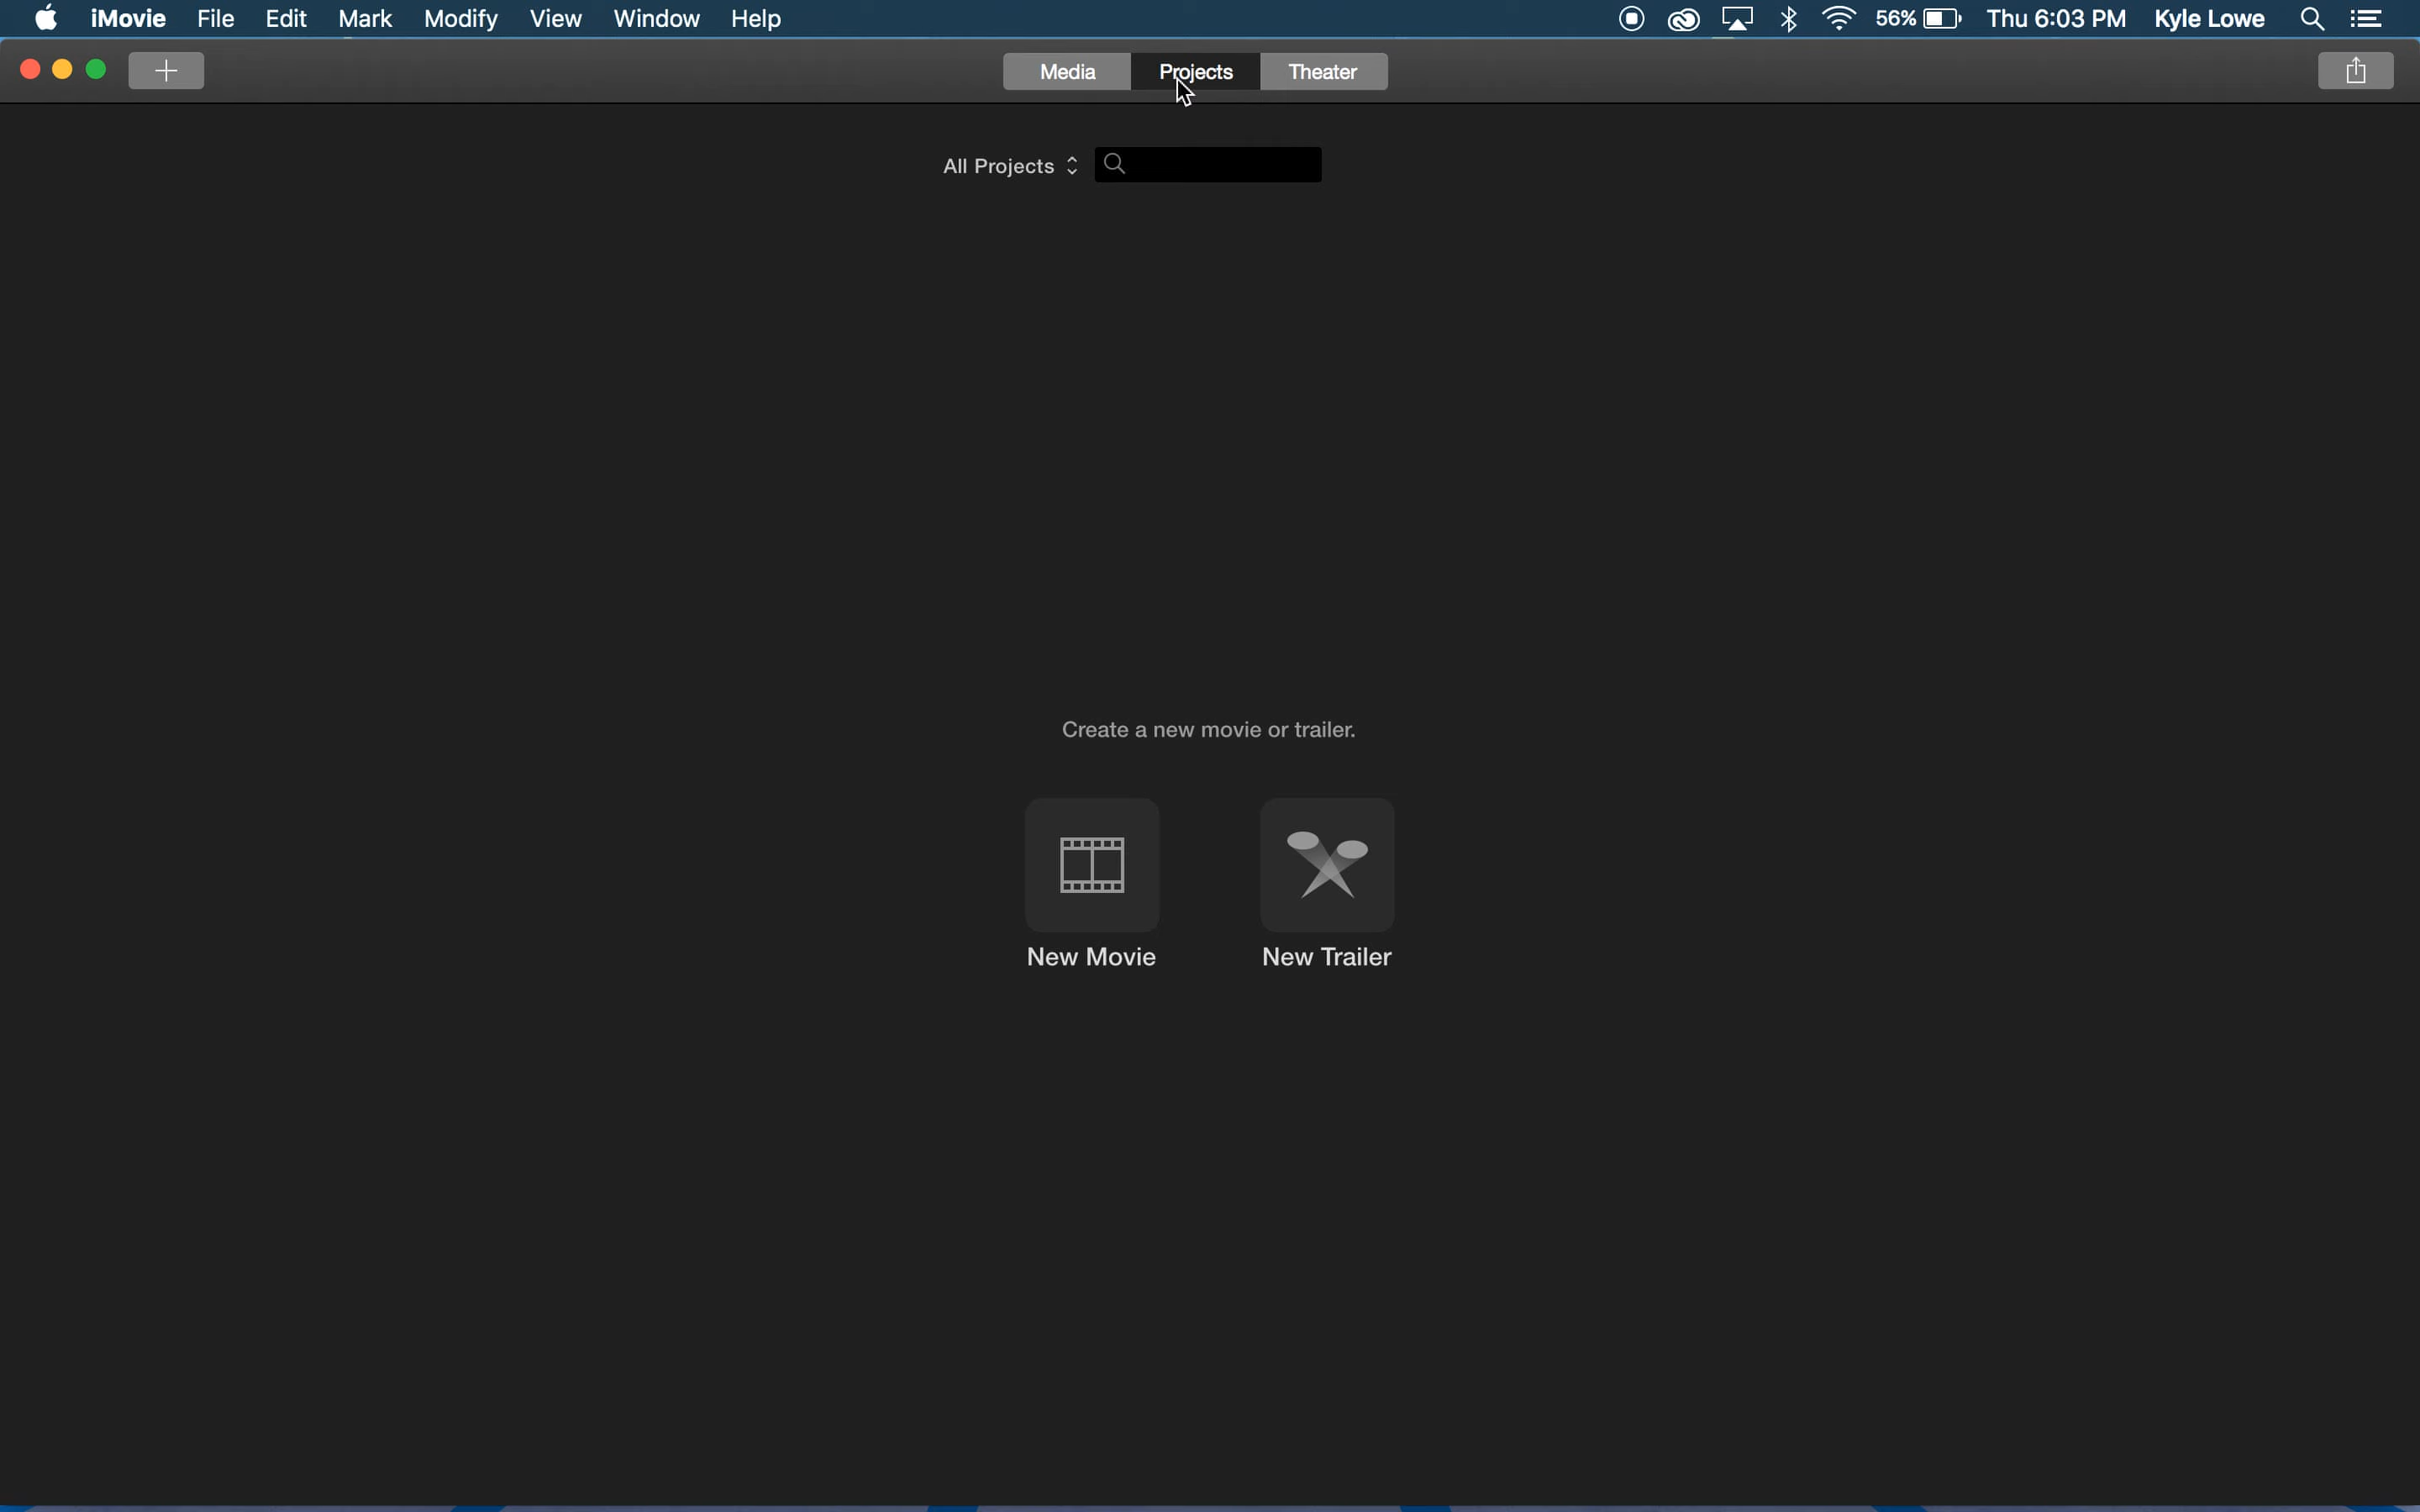 iMovie File Edit Mark Modify View Window Help 56% Thu 6:03 PM Kyle Lowe
Media Projects Theater
All Projects
Create a new movie or trailer.
New Movie New Trailer